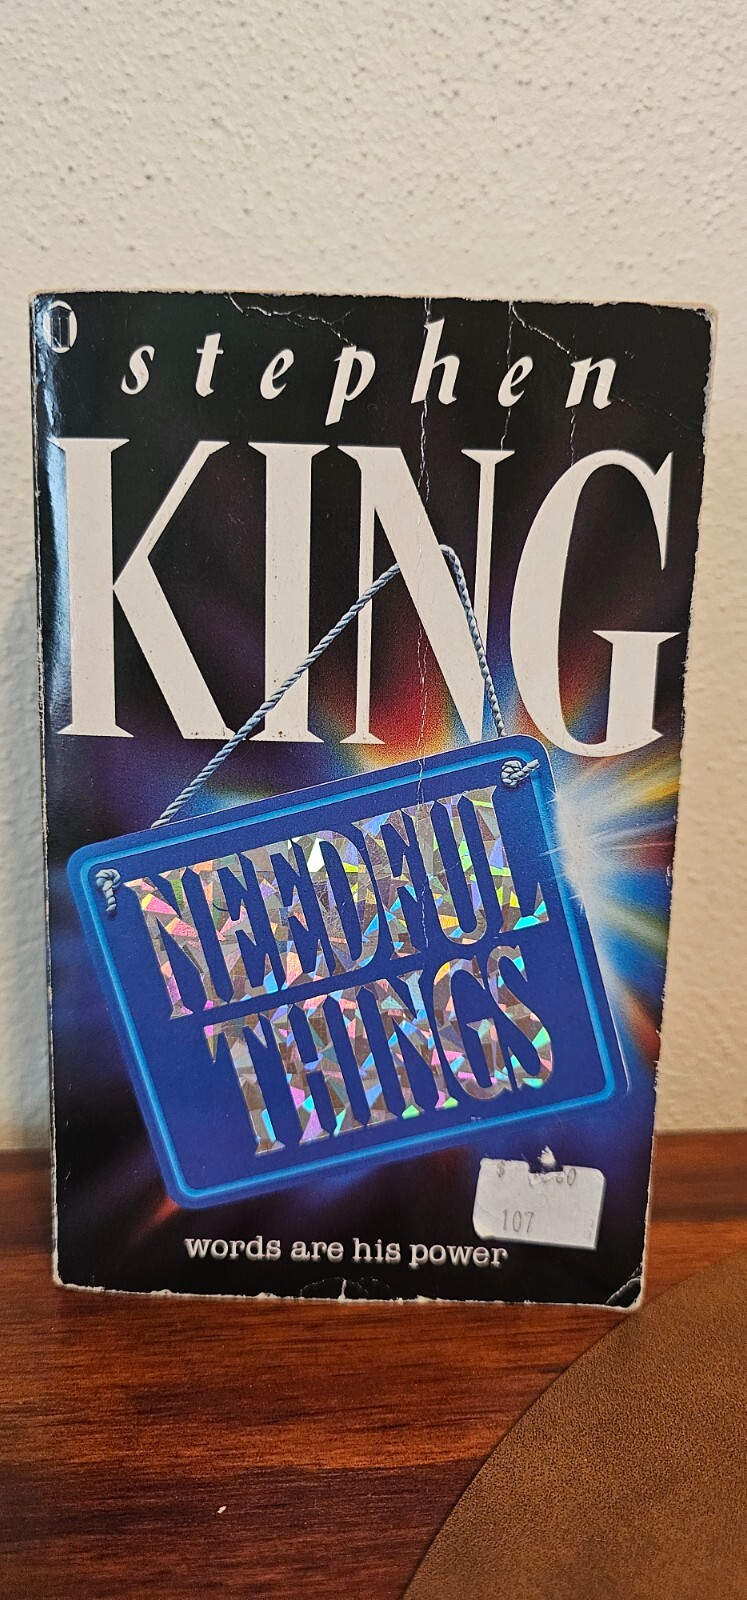 stephen
KING
NEEDFUL
THINGS
$
107
words are his power